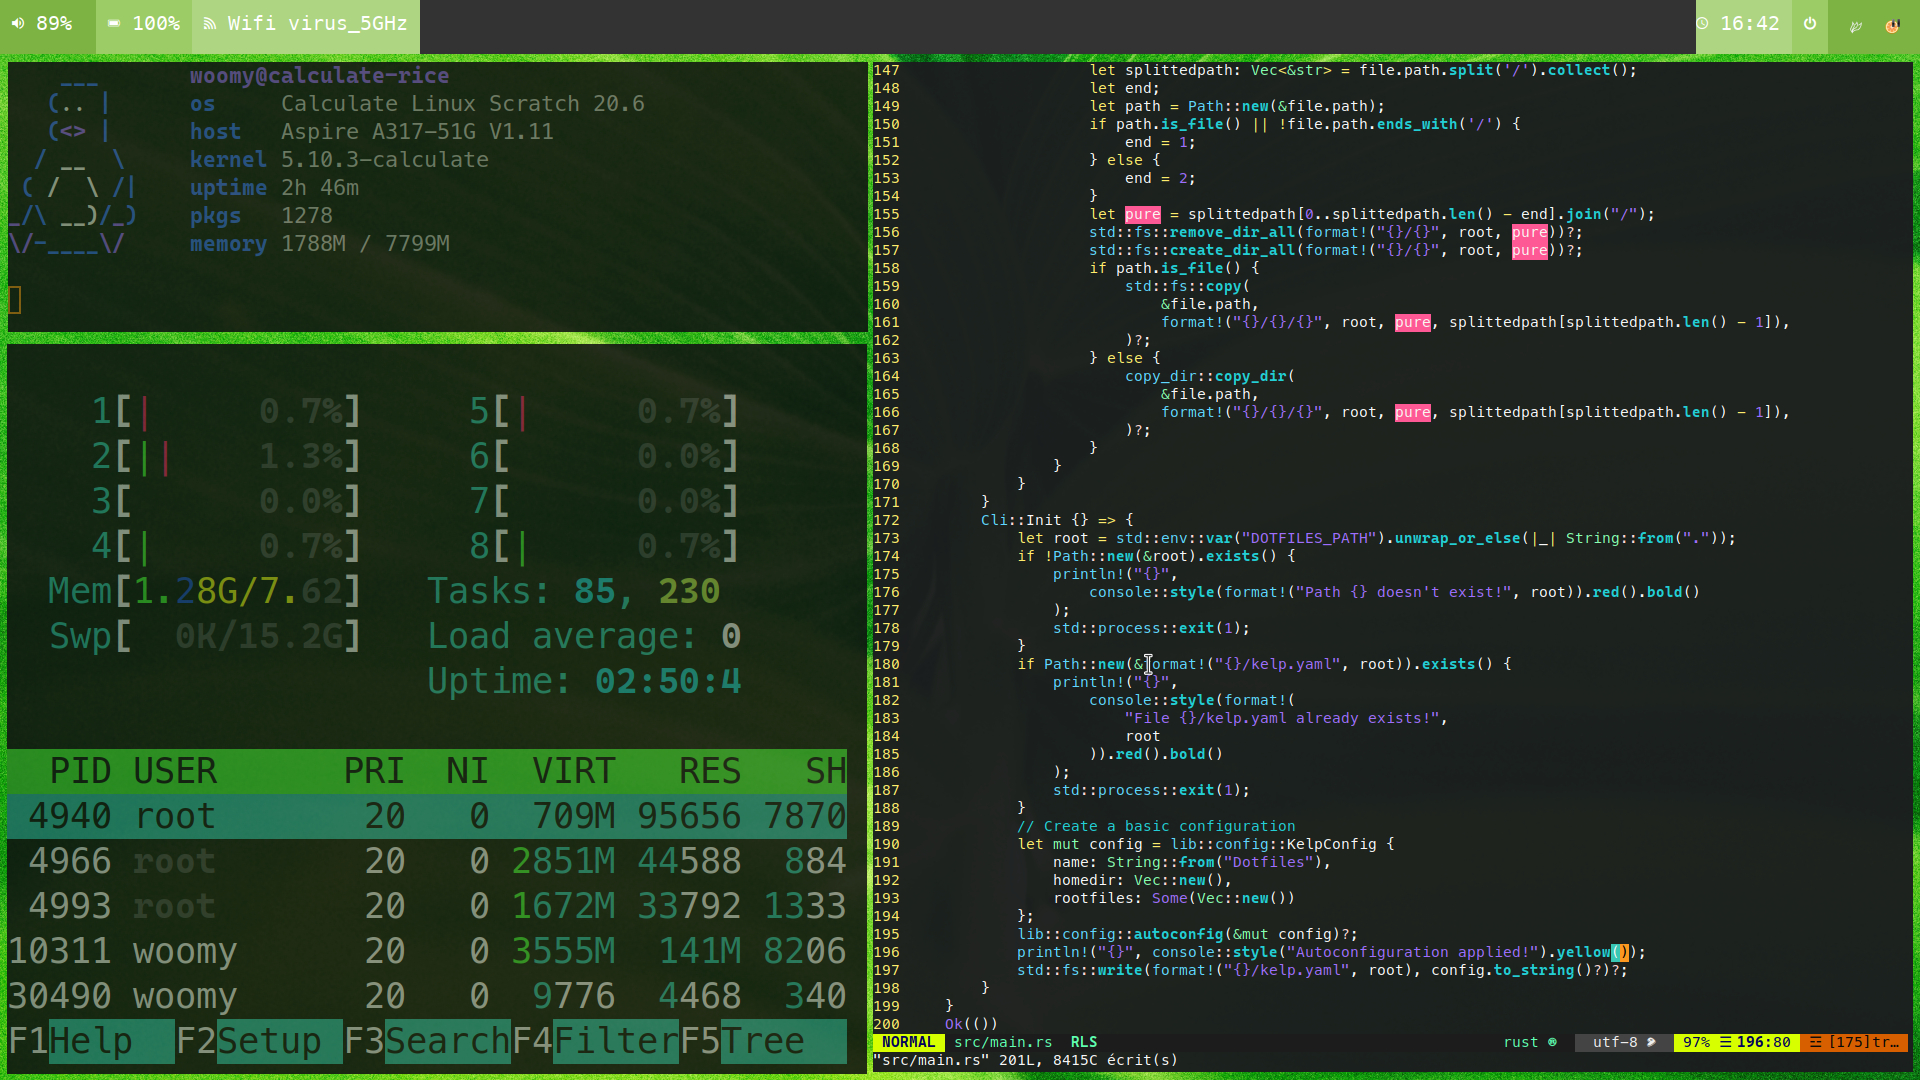 89% 100% Wifi virus_5GHz 16:42
woomy@calculate-rice
os Calculate Linux Scratch 20.6
host Aspire A317-51G V1.11
kernel 5.10.3-calculate
uptime 2h 46m
pkgs 1278
memory 1788M / 7799M
1[| 0.7%] 5[| 0.7%]
2[|| 1.3%] 6[ 0.0%]
3[ 0.0%] 7[ 0.0%]
4[| 0.7%] 8[| 0.7%]
Mem[1.28G/7.62] Tasks: 85, 230
Swp[ 0K/15.2G] Load average: 0
Uptime: 02:50:4
PID USER PRI NI VIRT RES SH
4940 root 20 0 709M 95656 7870
4966 root 20 0 2851M 44588 884
4993 root 20 0 1672M 33792 1333
10311 woomy 20 0 3555M 141M 8206
30490 woomy 20 0 9776 4468 340
F1Help F2Setup F3SearchF4FilterF5Tree
147 let splittedpath: Vec<&str> = file.path.split('/').collect();
148 let end;
149 let path = Path::new(&file.path);
150 if path.is_file() || !file.path.ends_with('/') {
151 end = 1;
152 } else {
153 end = 2;
154 }
155 let pure = splittedpath[0..splittedpath.len() - end].join("/");
156 std::fs::remove_dir_all(format!("{}/{}", root, pure))?;
157 std::fs::create_dir_all(format!("{}/{}", root, pure))?;
158 if path.is_file() {
159 std::fs::copy(
160 &file.path,
161 format!("{}/{}/{}", root, pure, splittedpath[splittedpath.len() - 1]),
162 )?;
163 } else {
164 copy_dir::copy_dir(
165 &file.path,
166 format!("{}/{}/{}", root, pure, splittedpath[splittedpath.len() - 1]),
167 )?;
168 }
169 }
170 }
171 }
172 Cli::Init {} => {
173 let root = std::env::var("DOTFILES_PATH").unwrap_or_else(|_| String::from("."));
174 if !Path::new(&root).exists() {
175 println!("{}",
176 console::style(format!("Path {} doesn't exist!", root)).red().bold()
177 );
178 std::process::exit(1);
179 }
180 if Path::new(&format!("{}/kelp.yaml", root)).exists() {
181 println!("{}",
182 console::style(format!(
183 "File {}/kelp.yaml already exists!",
184 root
185 )).red().bold()
186 );
187 std::process::exit(1);
188 }
189 // Create a basic configuration
190 let mut config = lib::config::KelpConfig {
191 name: String::from("Dotfiles"),
192 homedir: Vec::new(),
193 rootfiles: Some(Vec::new())
194 };
195 lib::config::autoconfig(&mut config)?;
196 println!("{}", console::style("Autoconfiguration applied!").yellow());
197 std::fs::write(format!("{}/kelp.yaml", root), config.to_string()?)?;
198 }
199 }
200 Ok(())
NORMAL src/main.rs RLS rust utf-8 97% ☰ 196:80 ☲ [175]tr…
"src/main.rs" 201L, 8415C écrit(s)